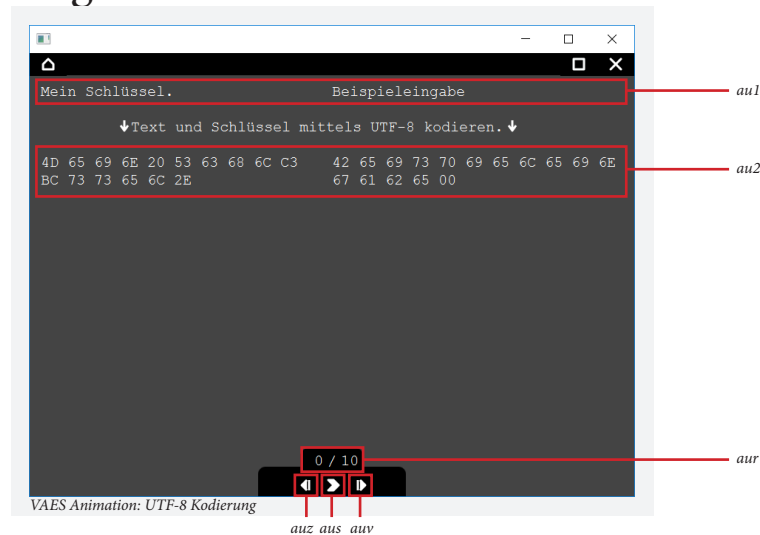 Mein Schlüssel. Beispieleingabe au1
↓Text und Schlüssel mittels UTF-8 kodieren.↓
4D 65 69 6E 20 53 63 68 6C C3 42 65 69 73 70 69 65 6C 65 69 6E au2
BC 73 73 65 6C 2E 67 61 62 65 00
0 / 10 aur
VAES Animation: UTF-8 Kodierung
auz aus auv